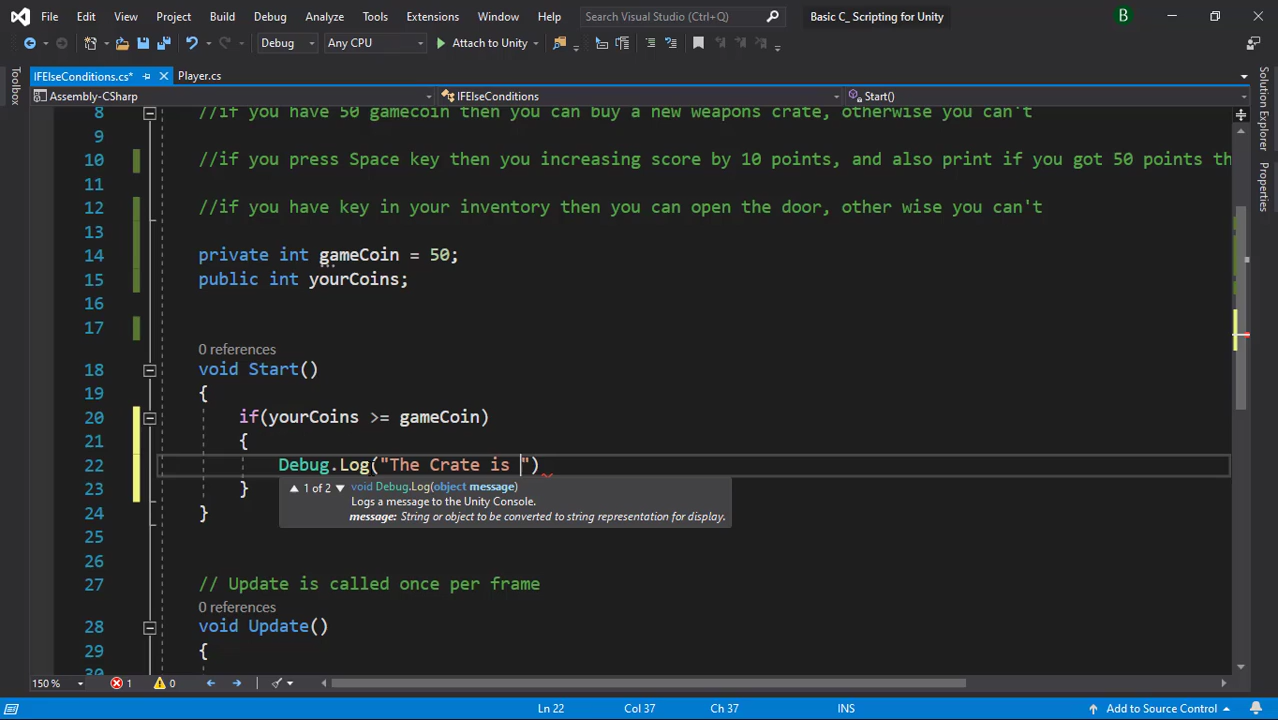 File Edit View Project Build Debug Analyze Tools Extensions Window Help Search Visual Studio (Ctrl+Q) Basic C_ Scripting for Unity B
Debug Any CPU Attach to Unity
IFElseConditions.cs* Player.cs
Assembly-CSharp IFElseConditions Start()
Toolbox
Solution Explorer
Properties
8 //if you have 50 gamecoin then you can buy a new weapons crate, otherwise you can't
9
10 //if you press Space key then you increasing score by 10 points, and also print if you got 50 points th
11
12 //if you have key in your inventory then you can open the door, other wise you can't
13
14 private int gameCoin = 50;
15 public int yourCoins;
16
17
0 references
18 void Start()
19 {
20 if(yourCoins >= gameCoin)
21 {
22 Debug.Log("The Crate is ")
23 }
1 of 2 void Debug.Log(object message)
Logs a message to the Unity Console.
message: String or object to be converted to string representation for display.
24 }
25
26
27 // Update is called once per frame
0 references
28 void Update()
29 {
30
150 % 1 0
Ln 22 Col 37 Ch 37 INS Add to Source Control